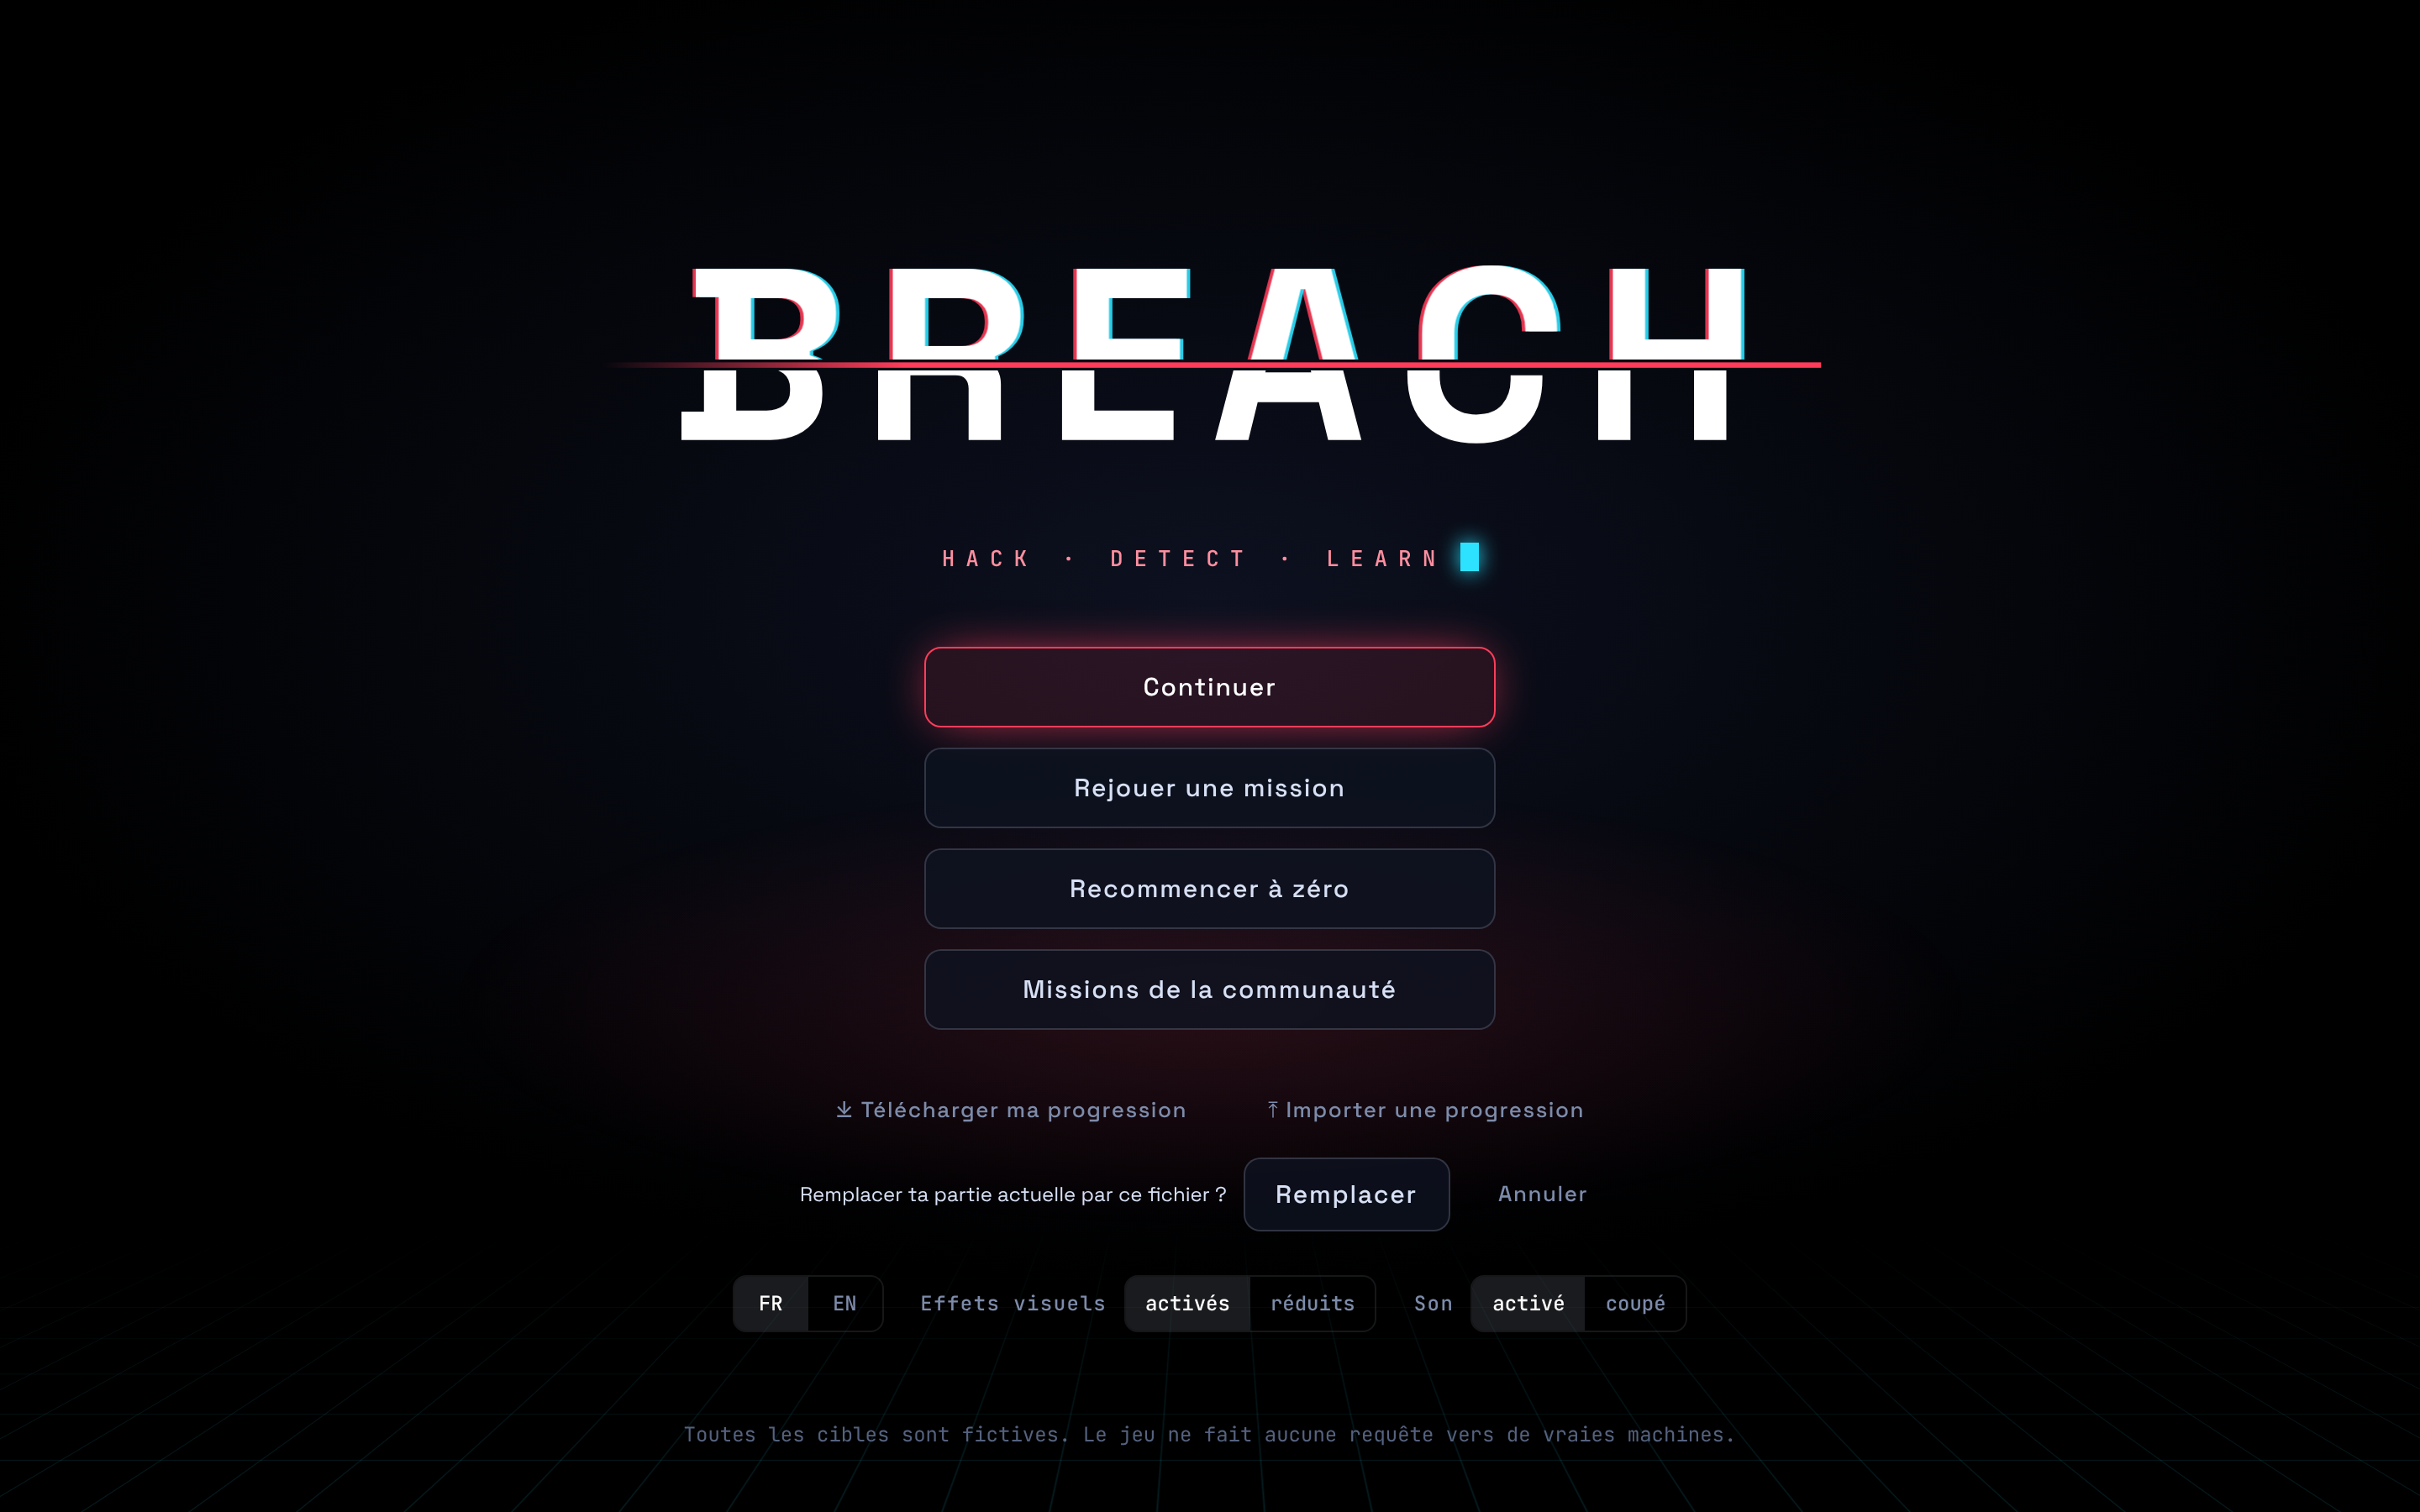 BREACH
HACK · DETECT · LEARN
Continuer
Rejouer une mission
Recommencer à zéro
Missions de la communauté
Télécharger ma progression Importer une progression
Remplacer ta partie actuelle par ce fichier ? Remplacer Annuler
FR EN Effets visuels activés réduits Son activé coupé
Toutes les cibles sont fictives. Le jeu ne fait aucune requête vers de vraies machines.